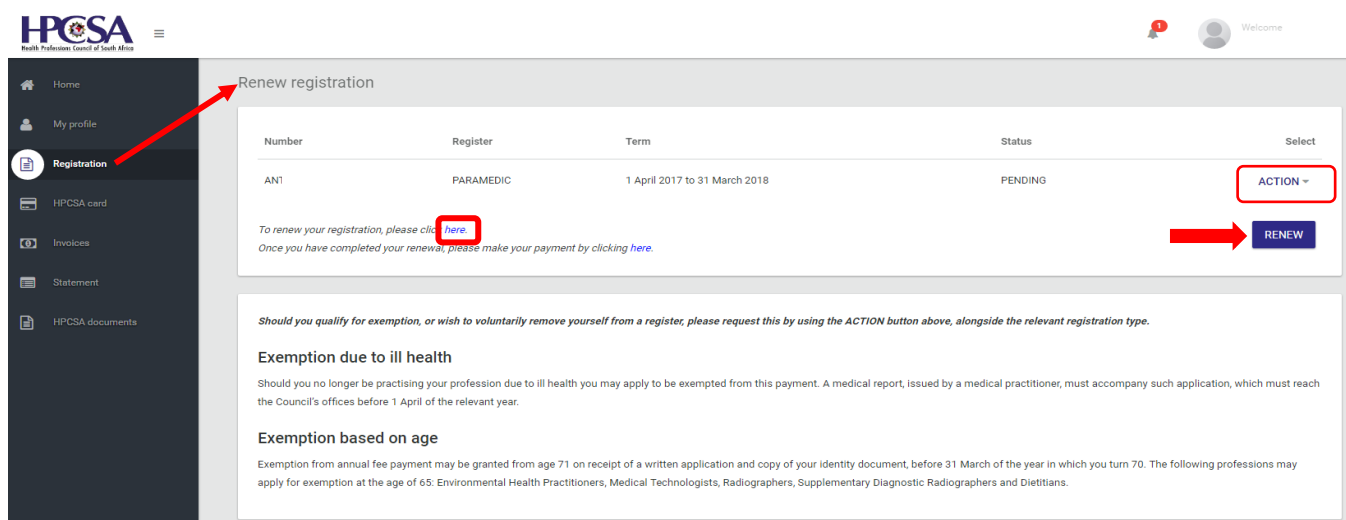 HPCSA
Health Professions Council of South Africa
1
Welcome
Home
My profile
Registration
HPCSA card
Invoices
Statement
HPCSA documents
Renew registration
Number Register Term Status Select
ANT PARAMEDIC 1 April 2017 to 31 March 2018 PENDING ACTION
To renew your registration, please click here.
Once you have completed your renewal, please make your payment by clicking here.
RENEW
Should you qualify for exemption, or wish to voluntarily remove yourself from a register, please request this by using the ACTION button above, alongside the relevant registration type.
Exemption due to ill health
Should you no longer be practising your profession due to ill health you may apply to be exempted from this payment. A medical report, issued by a medical practitioner, must accompany such application, which must reach
the Council's offices before 1 April of the relevant year.
Exemption based on age
Exemption from annual fee payment may be granted from age 71 on receipt of a written application and copy of your identity document, before 31 March of the year in which you turn 70. The following professions may
apply for exemption at the age of 65: Environmental Health Practitioners, Medical Technologists, Radiographers, Supplementary Diagnostic Radiographers and Dietitians.